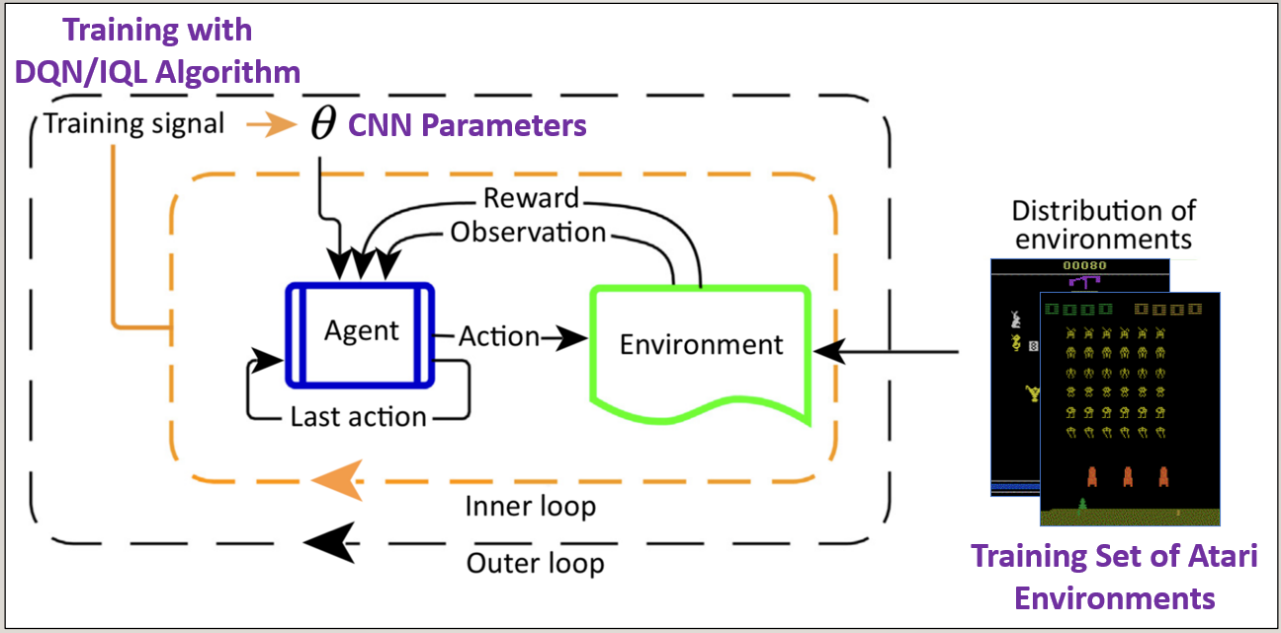 Training with
DQN/IQL Algorithm
Training signal
θ CNN Parameters
Reward
Observation
Agent
Action
Environment
Last action
Inner loop
Outer loop
Distribution of
environments
00080
Training Set of Atari
Environments